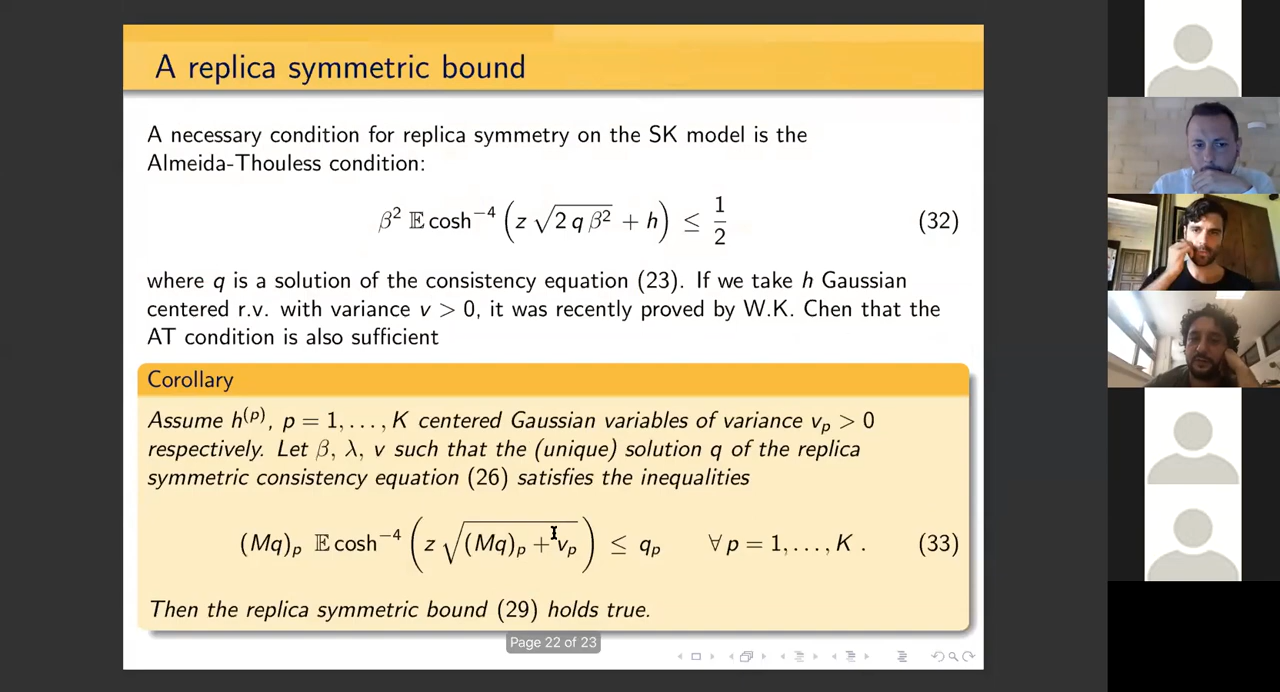 A replica symmetric bound
A necessary condition for replica symmetry on the SK model is the
Almeida-Thouless condition:
β² 𝔼 cosh⁻⁴ ( z √(2 q β²) + h ) ≤ 1/2 (32)
where q is a solution of the consistency equation (23). If we take h Gaussian
centered r.v. with variance v > 0, it was recently proved by W.K. Chen that the
AT condition is also sufficient
Corollary
Assume h⁽ᵖ⁾, p = 1, . . . , K centered Gaussian variables of variance vₚ > 0
respectively. Let β, λ, v such that the (unique) solution q of the replica
symmetric consistency equation (26) satisfies the inequalities
(Mq)ₚ 𝔼 cosh⁻⁴ ( z √((Mq)ₚ + vₚ) ) ≤ qₚ ∀ p = 1, . . . , K . (33)
Then the replica symmetric bound (29) holds true.
Page 22 of 23